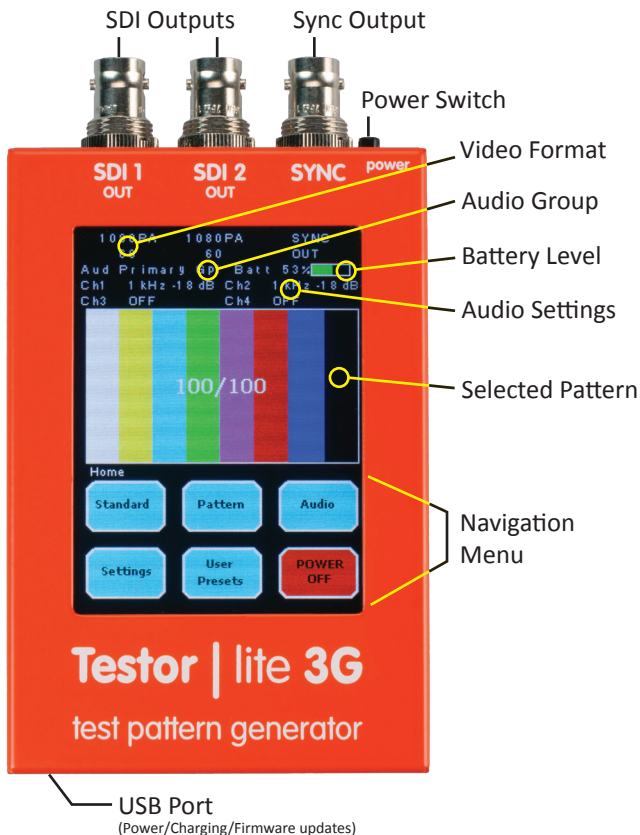 SDI Outputs
Sync Output
Power Switch
SDI 1
OUT
SDI 2
OUT
SYNC
power
Video Format
Audio Group
Battery Level
Audio Settings
Selected Pattern
1080PA 1080PA SYNC
60 60 OUT
Aud Primary Gp Batt 53%
Ch1 1 kHz -18 dB Ch2 1 kHz -18 dB
Ch3 OFF Ch4 OFF
100/100
Home
Standard
Pattern
Audio
Settings
User
Presets
POWER
OFF
Navigation
Menu
Testor | lite 3G
test pattern generator
USB Port
(Power/Charging/Firmware updates)